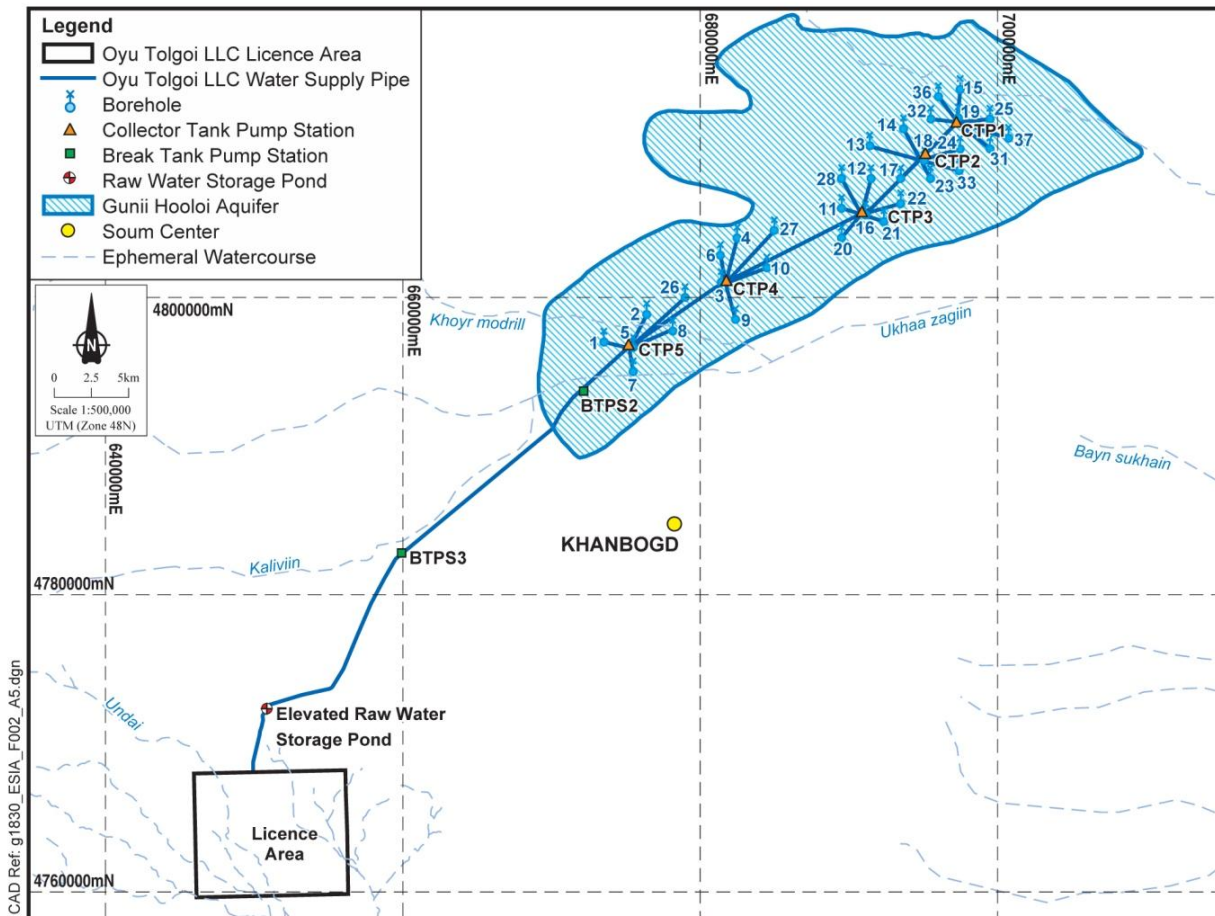 Legend
Oyu Tolgoi LLC Licence Area
Oyu Tolgoi LLC Water Supply Pipe
Borehole
Collector Tank Pump Station
Break Tank Pump Station
Raw Water Storage Pond
Gunii Hooloi Aquifer
Soum Center
Ephemeral Watercourse
680000mE
700000mE
36
15
32
19
25
14
CTP1
37
18
24
13
31
CTP2
12
17
28
23
33
22
11
CTP3
16
21
20
4
27
6
10
3
CTP4
26
9
2
5
8
1
CTP5
7
N
0 2.5 5km
Scale 1:500,000
UTM (Zone 48N)
4800000mN
660000mE
Khoyr modrill
Ukhaa zagiin
BTPS2
640000mE
Bayn sukhain
KHANBOGD
BTPS3
Kaliviin
4780000mN
Undai
Elevated Raw Water
Storage Pond
Licence
Area
4760000mN
CAD Ref: g1830_ESIA_F002_A5.dgn